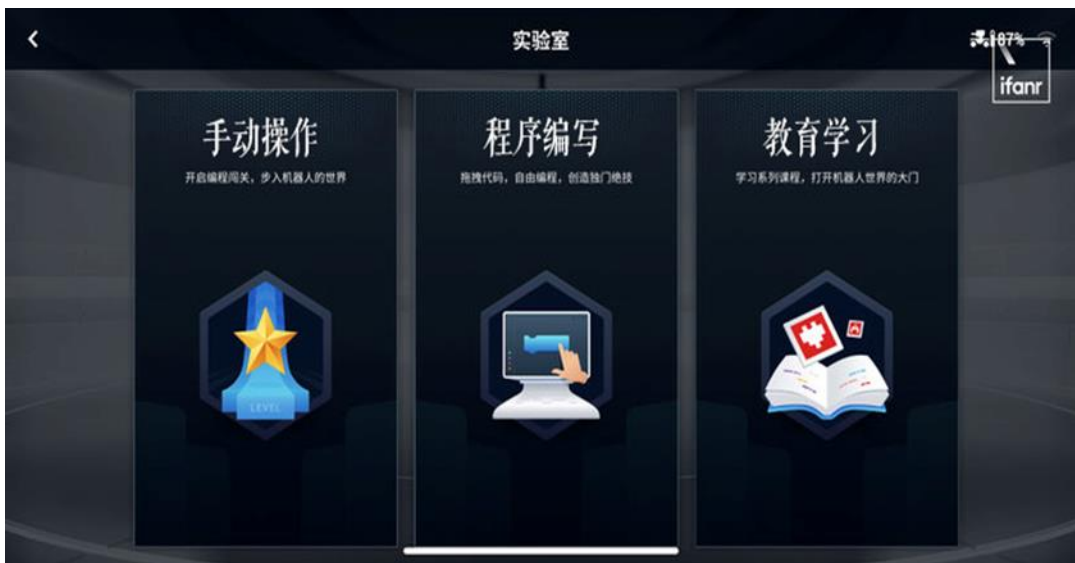 实验室
87%
ifanr
手动操作
开启编程闯关，步入机器人的世界
程序编写
拖拽代码，自由编程，创造独门绝技
教育学习
学习系列课程，打开机器人世界的大门
LEVEL